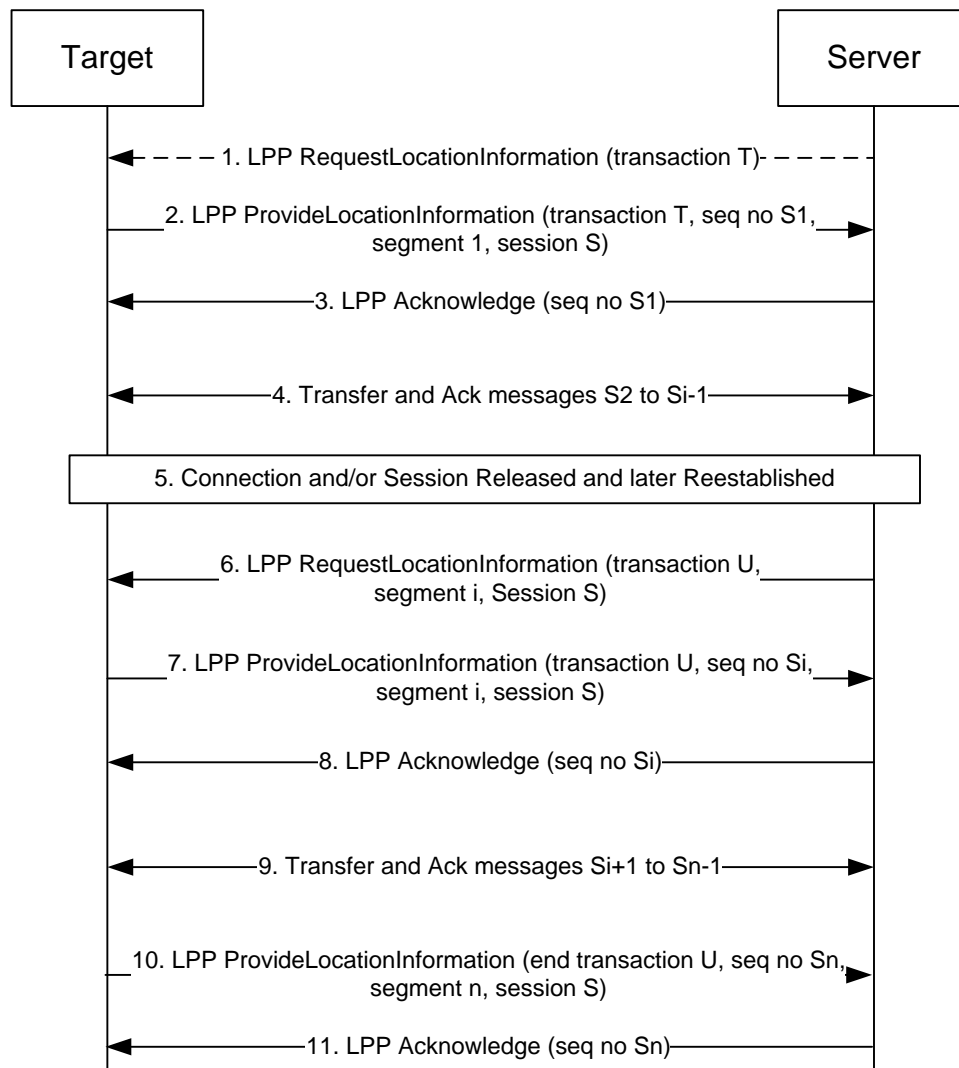 Target
Server
1. LPP RequestLocationInformation (transaction T)
2. LPP ProvideLocationInformation (transaction T, seq no S1,
segment 1, session S)
3. LPP Acknowledge (seq no S1)
4. Transfer and Ack messages S2 to Si-1
5. Connection and/or Session Released and later Reestablished
6. LPP RequestLocationInformation (transaction U,
segment i, Session S)
7. LPP ProvideLocationInformation (transaction U, seq no Si,
segment i, session S)
8. LPP Acknowledge (seq no Si)
9. Transfer and Ack messages Si+1 to Sn-1
10. LPP ProvideLocationInformation (end transaction U, seq no Sn,
segment n, session S)
11. LPP Acknowledge (seq no Sn)